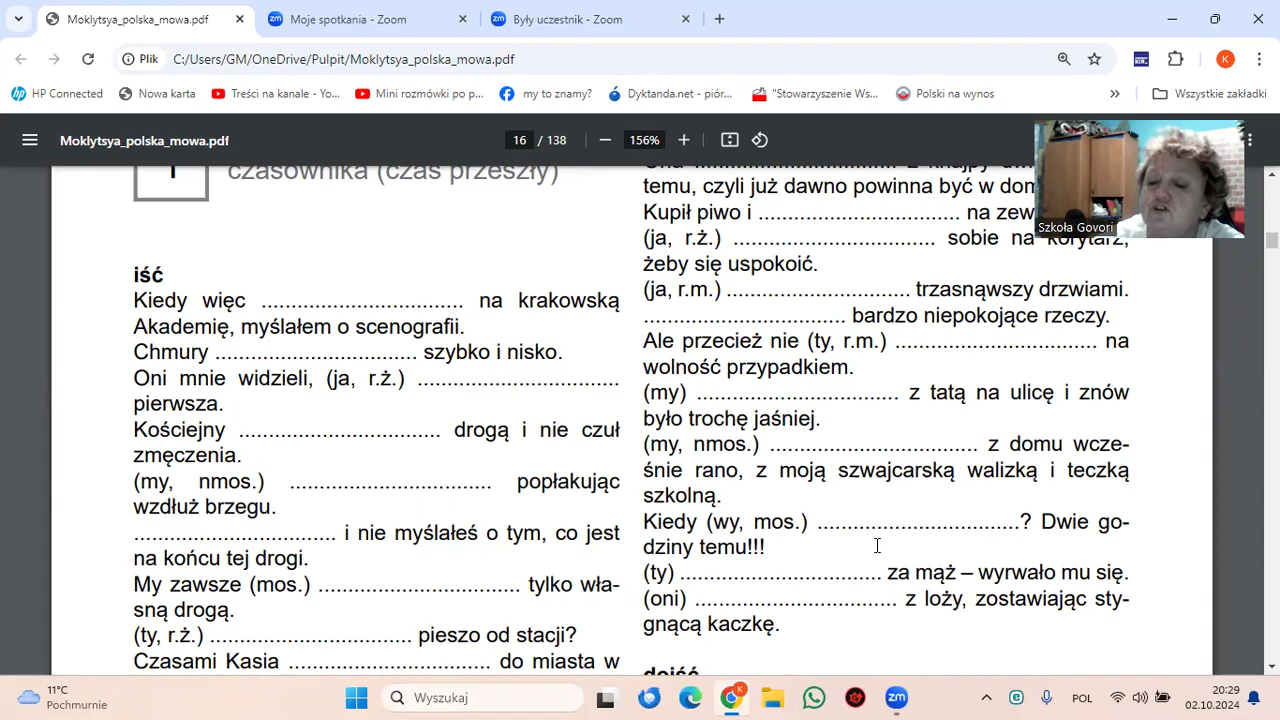 Moklytsya_polska_mowa.pdf
Moje spotkania - Zoom
Były uczestnik - Zoom
Plik
C:/Users/GM/OneDrive/Pulpit/Moklytsya_polska_mowa.pdf
K
HP Connected
Nowa karta
Treści na kanale - Yo...
Mini rozmówki po p...
my to znamy?
Dyktanda.net - piór...
"Stowarzyszenie Ws...
Polski na wynos
Wszystkie zakładki
Moklytsya_polska_mowa.pdf
16 / 138
156%
Szkoła Govori
1
czasownika (czas przeszły)
iść
Kiedy więc .................................. na krakowską
Akademię, myślałem o scenografii.
Chmury .................................. szybko i nisko.
Oni mnie widzieli, (ja, r.ż.) ..................................
pierwsza.
Kościejny .................................. drogą i nie czuł
zmęczenia.
(my, nmos.) .................................. popłakując
wzdłuż brzegu.
.................................. i nie myślałeś o tym, co jest
na końcu tej drogi.
My zawsze (mos.) .................................. tylko wła-
sną drogą.
(ty, r.ż.) .................................. pieszo od stacji?
Czasami Kasia .................................. do miasta w
temu, czyli już dawno powinna być w dom
Kupił piwo i .................................. na zew
(ja, r.ż.) .................................. sobie na korytarz,
żeby się uspokoić.
(ja, r.m.) ............................... trzasnąwszy drzwiami.
.................................. bardzo niepokojące rzeczy.
Ale przecież nie (ty, r.m.) .................................. na
wolność przypadkiem.
(my) .................................. z tatą na ulicę i znów
było trochę jaśniej.
(my, nmos.) ................................... z domu wcze-
śnie rano, z moją szwajcarską walizką i teczką
szkolną.
Kiedy (wy, mos.) ..................................? Dwie go-
dziny temu!!!
(ty) .................................. za mąż – wyrwało mu się.
(oni) .................................. z loży, zostawiając sty-
gnącą kaczkę.
11°C
Pochmurnie
Wyszukaj
K
POL
20:29
02.10.2024